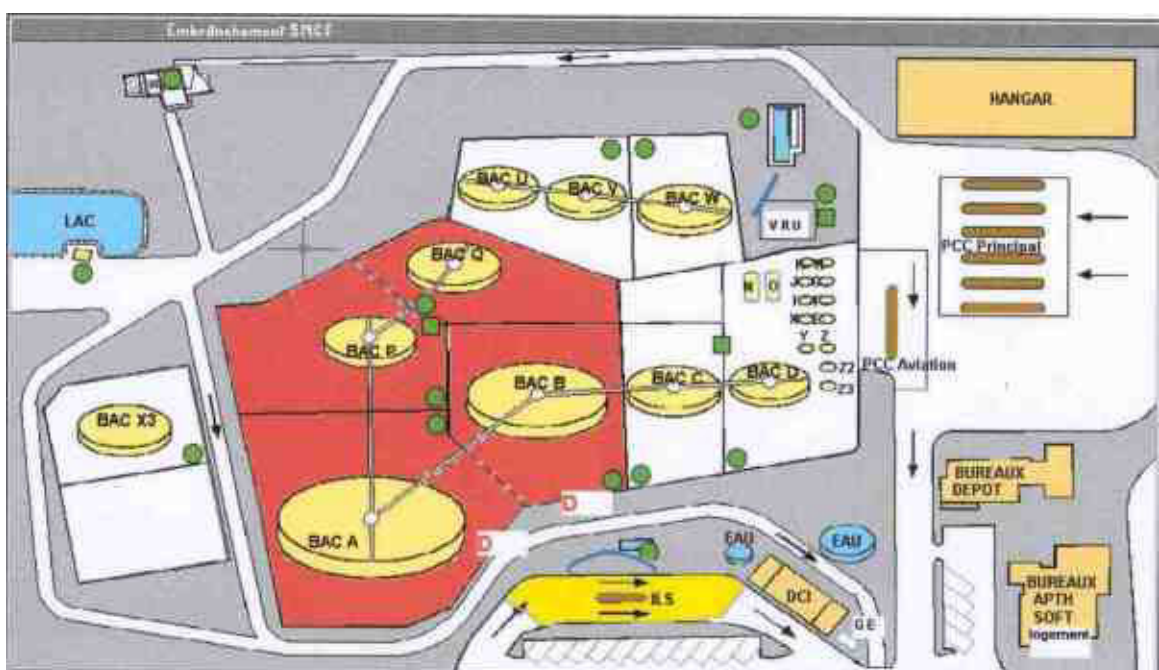 Embranchement SNCF
HANGAR
LAC
BAC U
BAC V
BAC W
V R U
PCC Principal
BAC Q
N O
Y Z
BAC P
Z2
PCC Aviation
Z3
BAC B
BAC C
BAC D
BAC X3
BUREAUX
DEPOT
D
BAC A
D
EAU
EAU
DCI
ILS
G E
BUREAUX
APTH
SOFT
logement